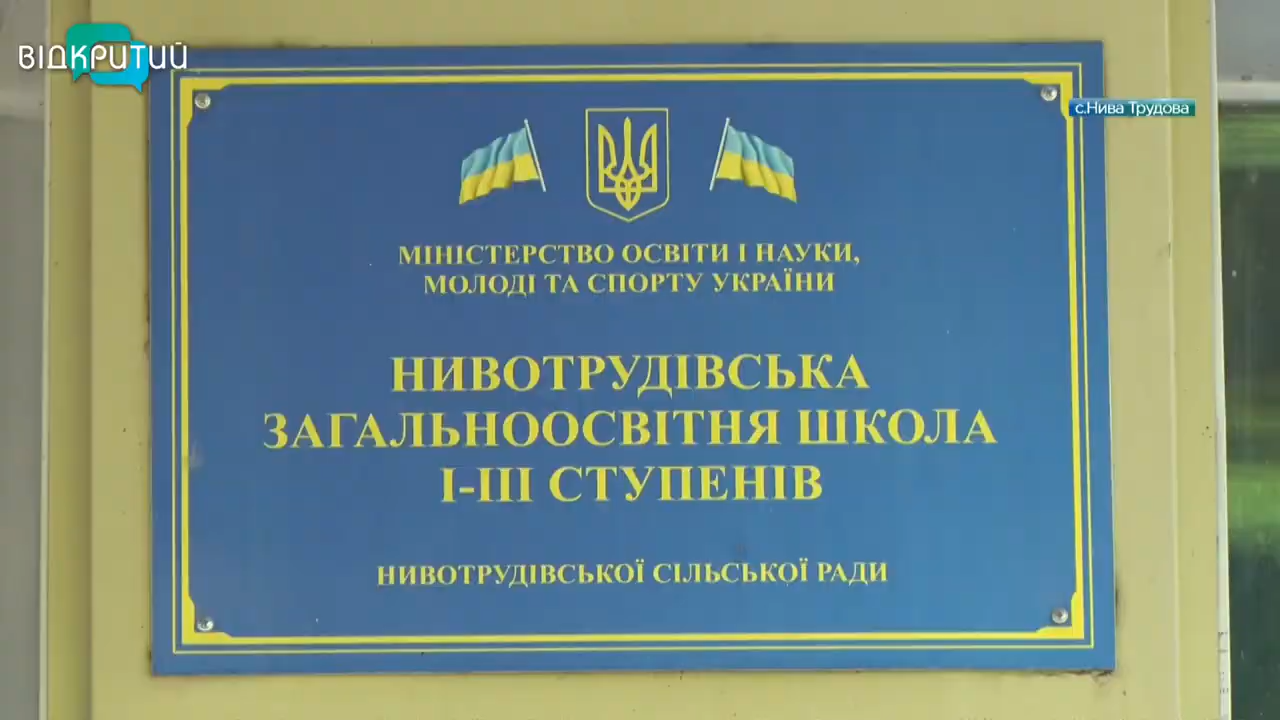 ВІДКРИТИЙ
с.Нива Трудова
МІНІСТЕРСТВО ОСВІТИ І НАУКИ,
МОЛОДІ ТА СПОРТУ УКРАЇНИ
НИВОТРУДІВСЬКА
ЗАГАЛЬНООСВІТНЯ ШКОЛА
І-ІІІ СТУПЕНІВ
НИВОТРУДІВСЬКОЇ СІЛЬСЬКОЇ РАДИ